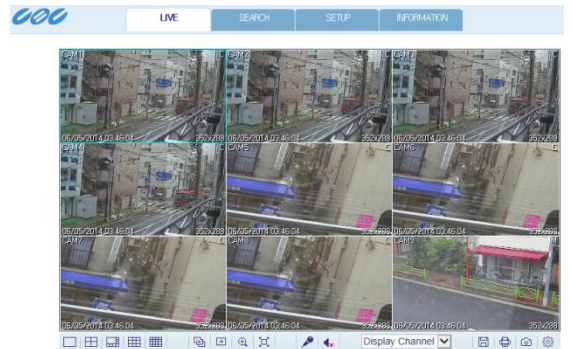 LIVE SEARCH SETUP INFORMATION
CAM1 C CAM2 C CAM3 C
06/05/2014 03:46:04 352x288 06/05/2014 03:46:04 352x288 06/05/2014 03:46:04 352x288
CAM4 C CAM5 C CAM6 C
06/05/2014 03:46:04 352x288 06/05/2014 03:46:04 352x288 06/05/2014 03:46:04 352x288
CAM7 C CAM8 C CAM9 M
06/05/2014 03:46:04 352x288 06/05/2014 03:46:04 352x288 06/05/2014 03:46:04 352x288
Display Channel